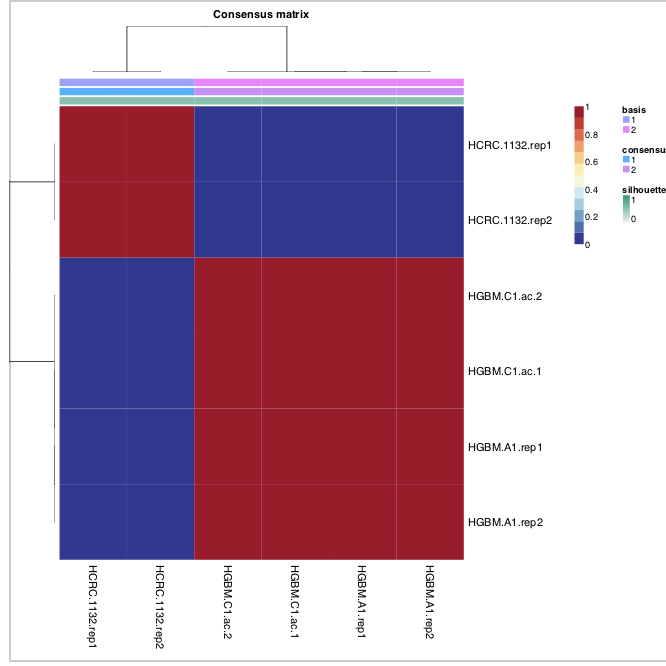 Consensus matrix
HCRC.1132.rep1
HCRC.1132.rep2
HGBM.C1.ac.2
HGBM.C1.ac.1
HGBM.A1.rep1
HGBM.A1.rep2
HCRC.1132.rep1
HCRC.1132.rep2
HGBM.C1.ac.2
HGBM.C1.ac.1
HGBM.A1.rep1
HGBM.A1.rep2
1
0.8
0.6
0.4
0.2
0
basis
1
2
consensus
1
2
silhouette
1
0